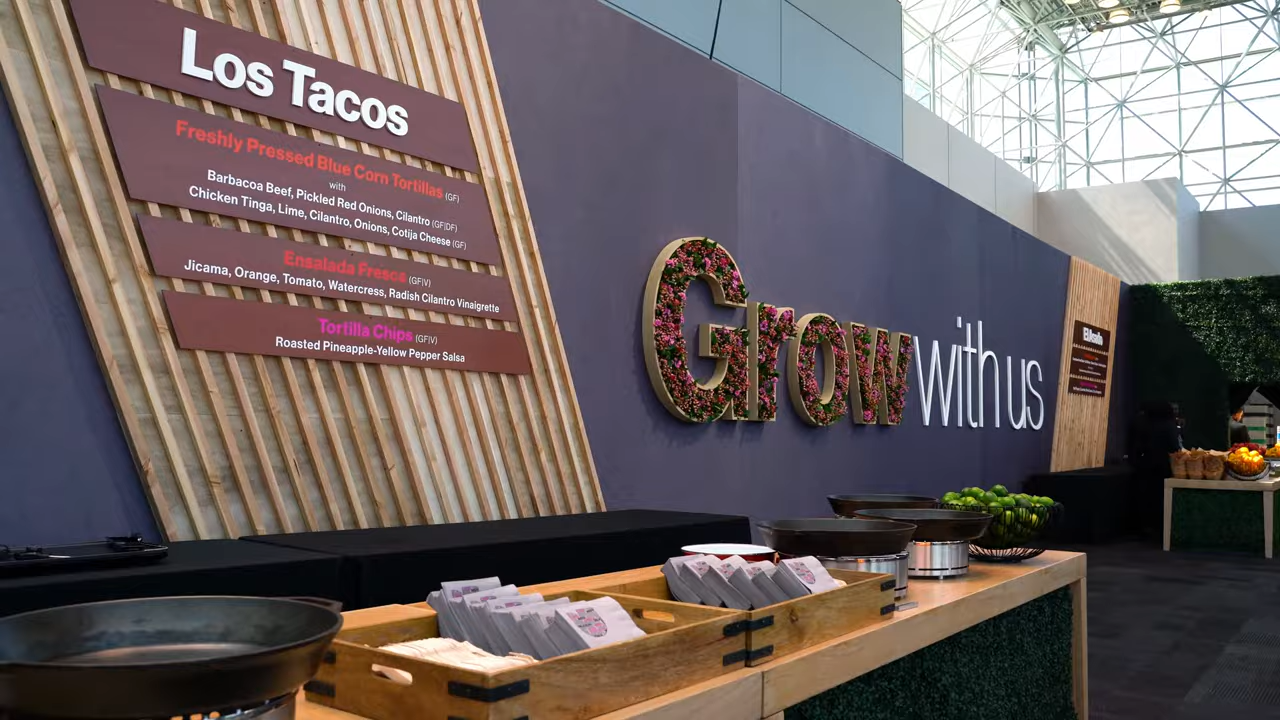 Los Tacos
Freshly Pressed Blue Corn Tortillas (GF)
with
Barbacoa Beef, Pickled Red Onions, Cilantro (GF|DF)
Chicken Tinga, Lime, Cilantro, Onions, Cotija Cheese (GF)
Ensalada Fresca (GF|V)
Jicama, Orange, Tomato, Watercress, Radish Cilantro Vinaigrette
Tortilla Chips (GF|V)
Roasted Pineapple-Yellow Pepper Salsa
Grow with us